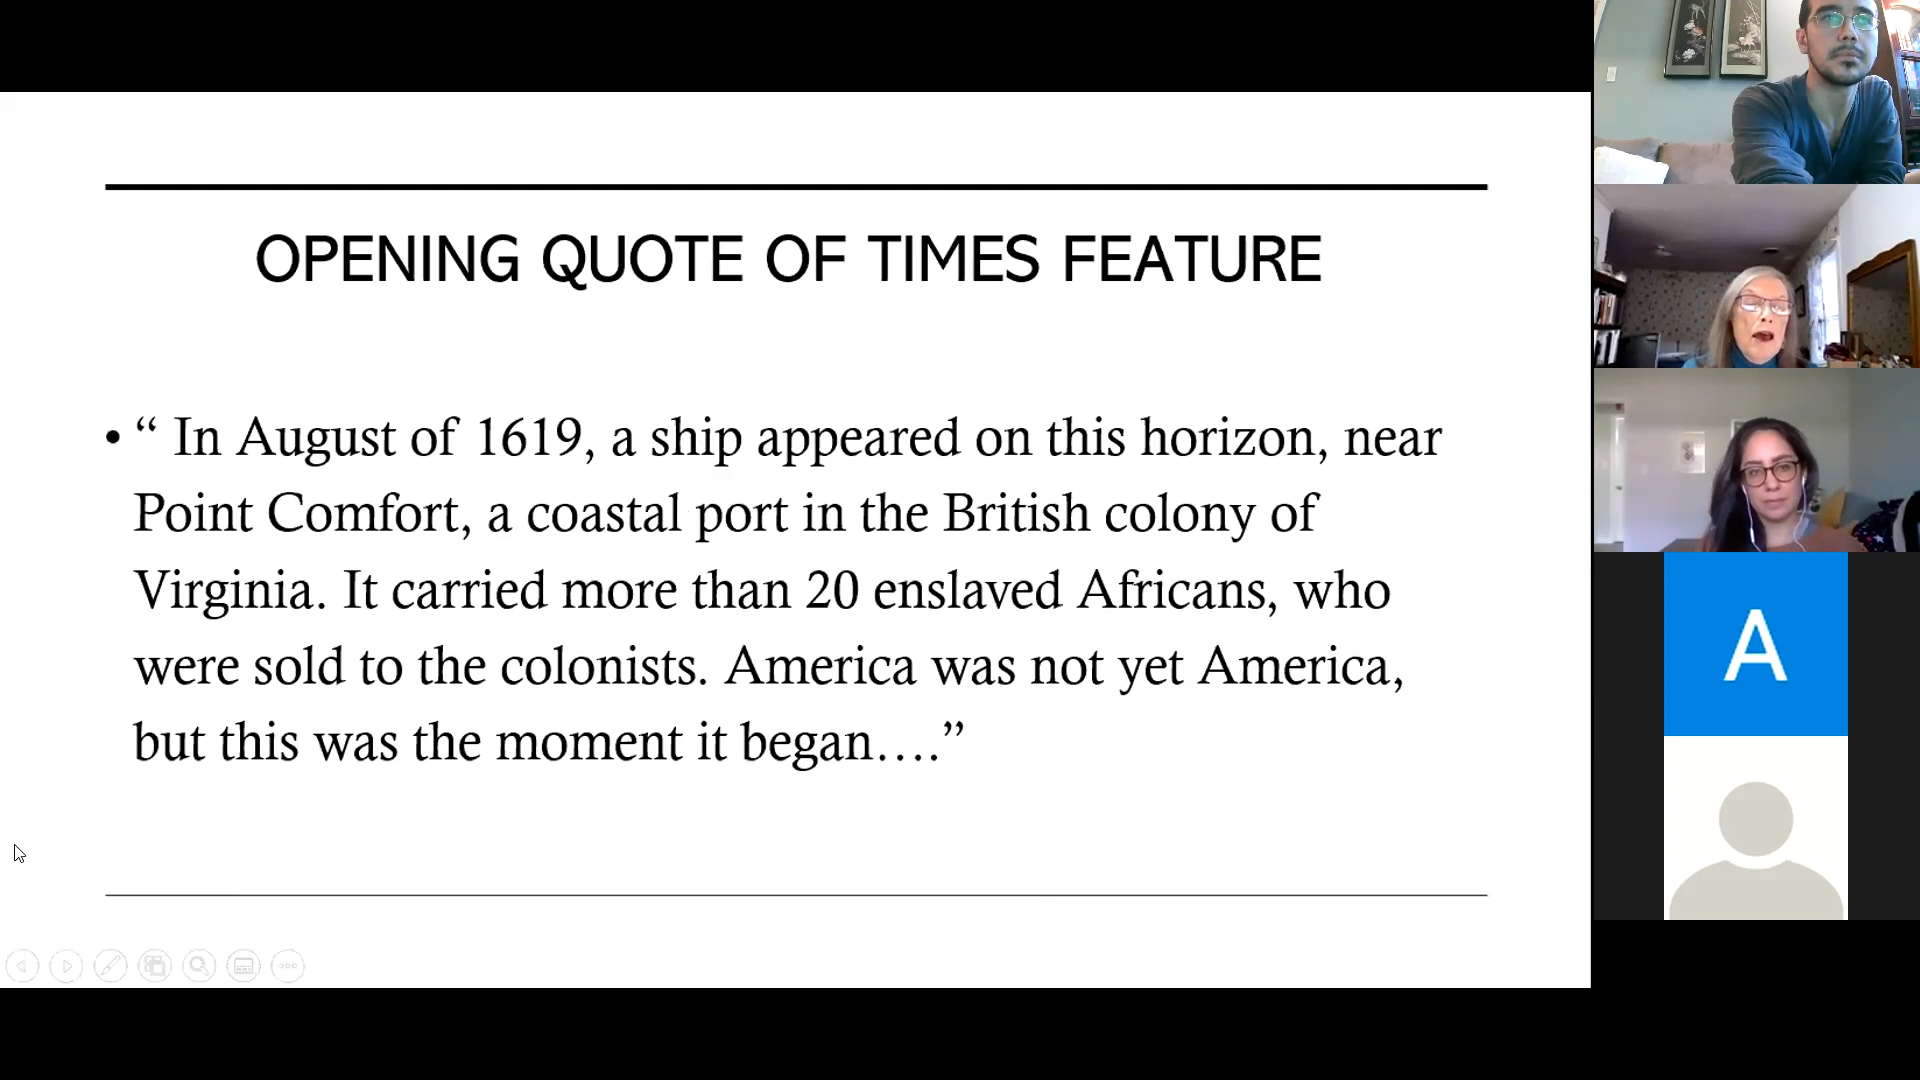 OPENING QUOTE OF TIMES FEATURE
• “ In August of 1619, a ship appeared on this horizon, near
Point Comfort, a coastal port in the British colony of
Virginia. It carried more than 20 enslaved Africans, who
were sold to the colonists. America was not yet America,
but this was the moment it began….”
A